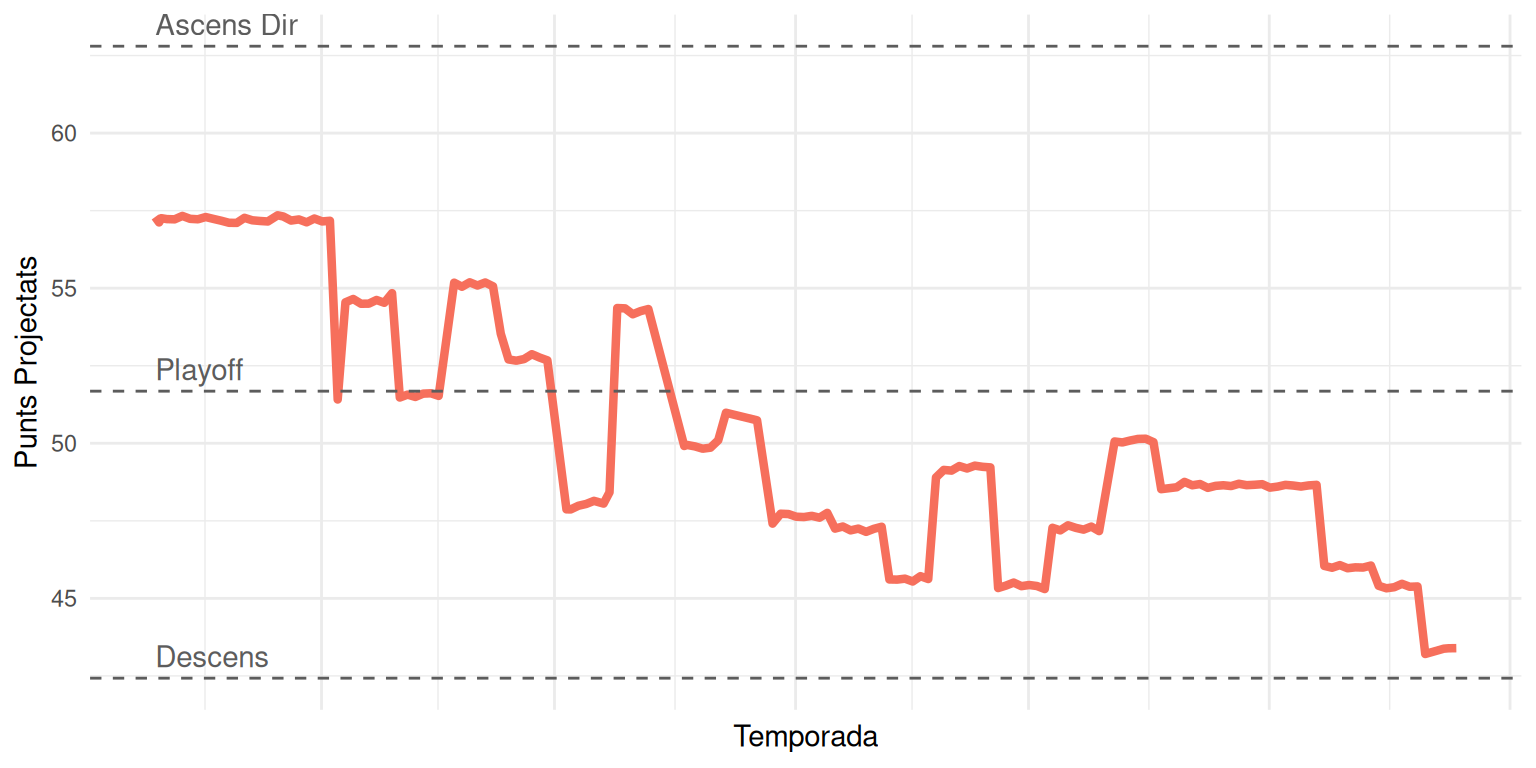 Ascens Dir
60
55
Playoff
50
45
Descens
Punts Projectats
Temporada